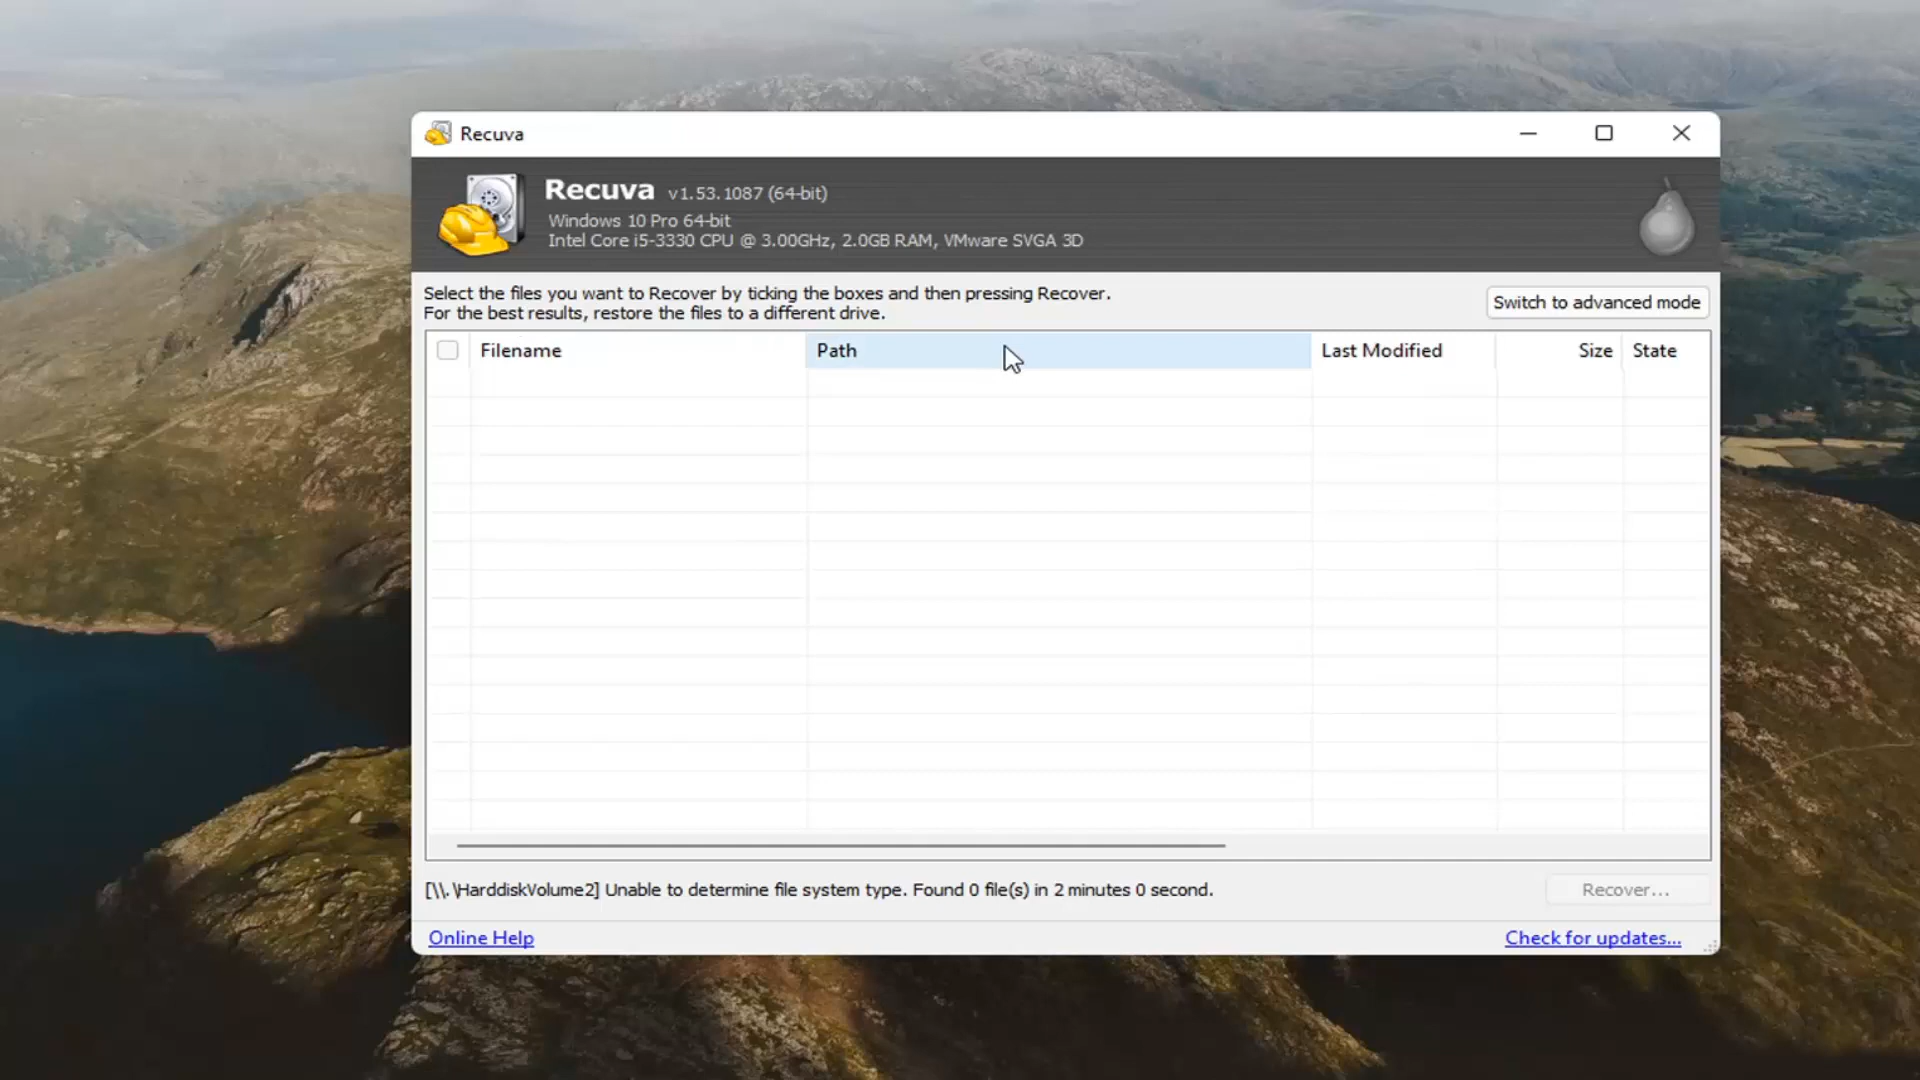 Recuva
Recuva v1.53.1087 (64-bit)
Windows 10 Pro 64-bit
Intel Core i5-3330 CPU @ 3.00GHz, 2.0GB RAM, VMware SVGA 3D
Select the files you want to Recover by ticking the boxes and then pressing Recover.
For the best results, restore the files to a different drive.
Switch to advanced mode
Filename Path Last Modified Size State
[\\.\HarddiskVolume2] Unable to determine file system type. Found 0 file(s) in 2 minutes 0 second.
Recover...
Online Help
Check for updates...